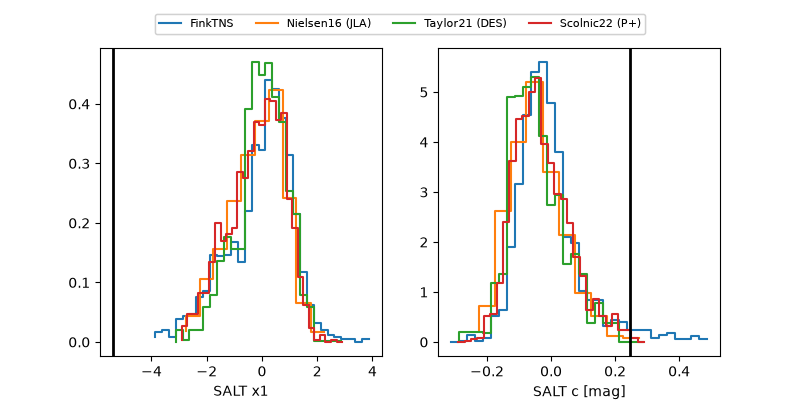 FinkTNS Nielsen16 (JLA) Taylor21 (DES) Scolnic22 (P+)
0.4
0.3
0.2
0.1
0.0
−4 −2 0 2 4
SALT x1
5
4
3
2
1
0
−0.2 0.0 0.2 0.4
SALT c [mag]